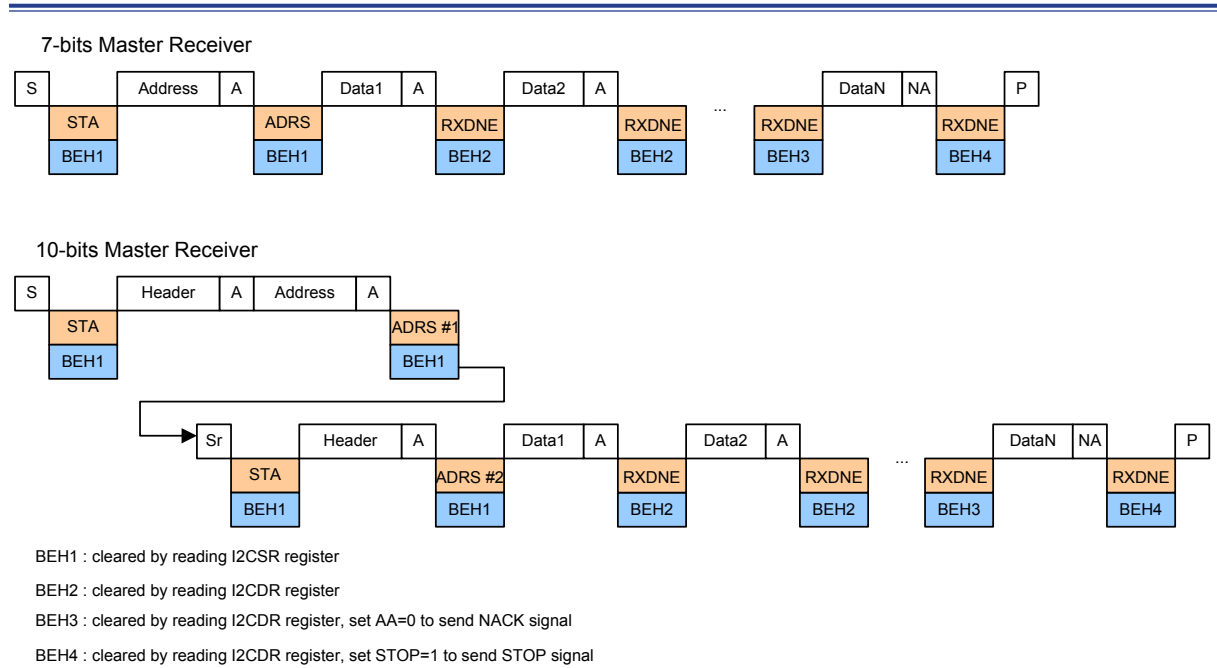 7-bits Master Receiver
S Address A Data1 A Data2 A ... DataN NA P
STA ADRS RXDNE RXDNE RXDNE RXDNE
BEH1 BEH1 BEH2 BEH2 BEH3 BEH4
10-bits Master Receiver
S Header A Address A
STA ADRS #1
BEH1 BEH1
Sr Header A Data1 A Data2 A ... DataN NA P
STA ADRS #2 RXDNE RXDNE RXDNE RXDNE
BEH1 BEH1 BEH2 BEH2 BEH3 BEH4
BEH1 : cleared by reading I2CSR register
BEH2 : cleared by reading I2CDR register
BEH3 : cleared by reading I2CDR register, set AA=0 to send NACK signal
BEH4 : cleared by reading I2CDR register, set STOP=1 to send STOP signal